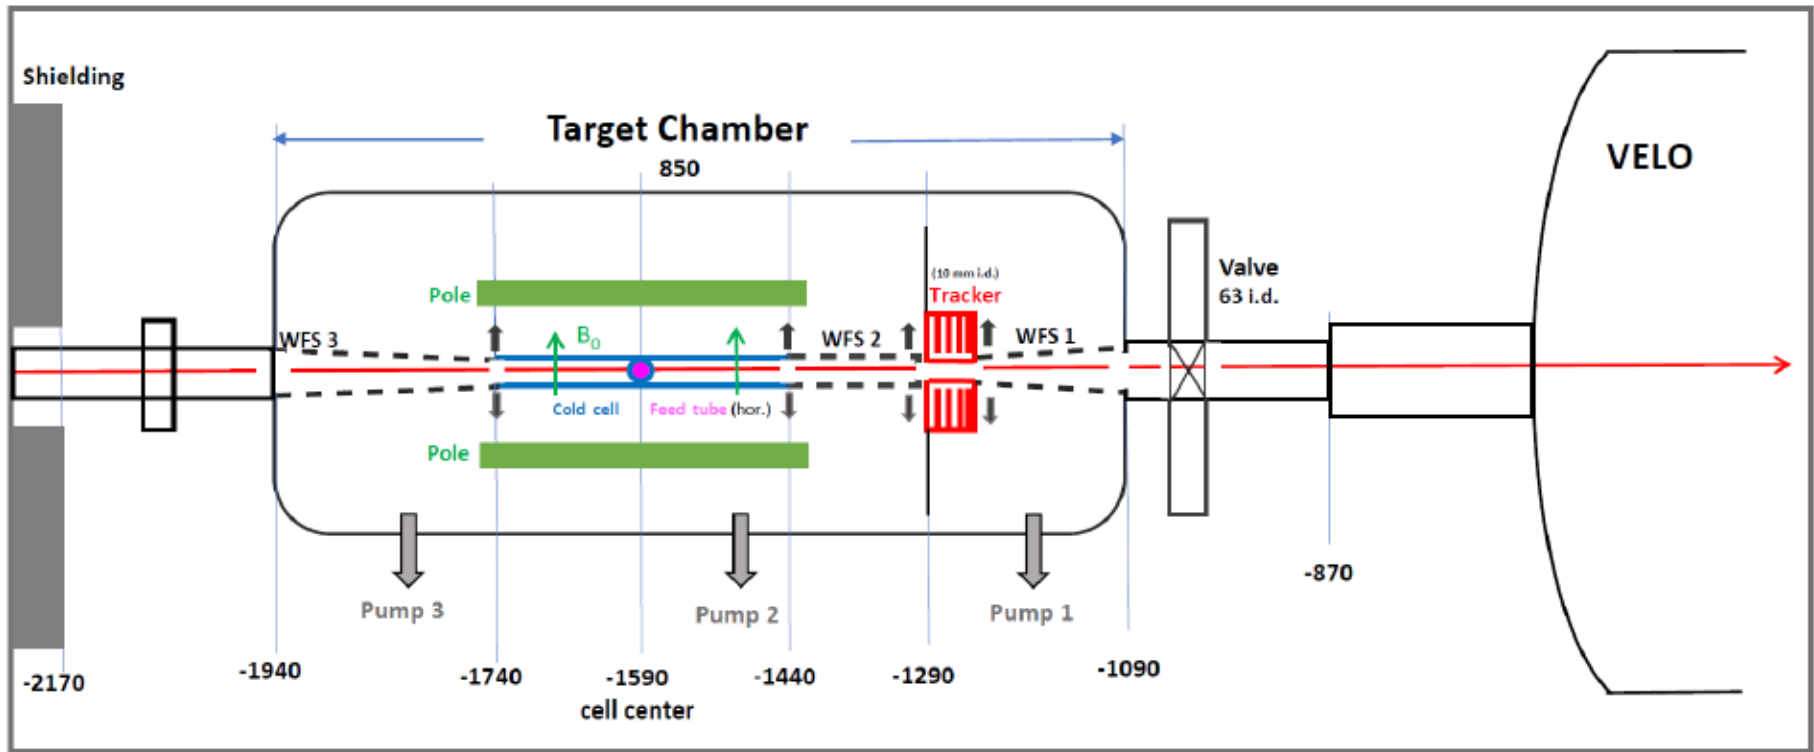 Shielding
Target Chamber
850
VELO
Valve
63 i.d.
(10 mm i.d.)
Tracker
Pole
WFS 3
B0
WFS 2
WFS 1
Cold cell
Feed tube (hor.)
Pole
Pump 3
Pump 2
Pump 1
-870
-2170
-1940
-1740
-1590
-1440
-1290
-1090
cell center